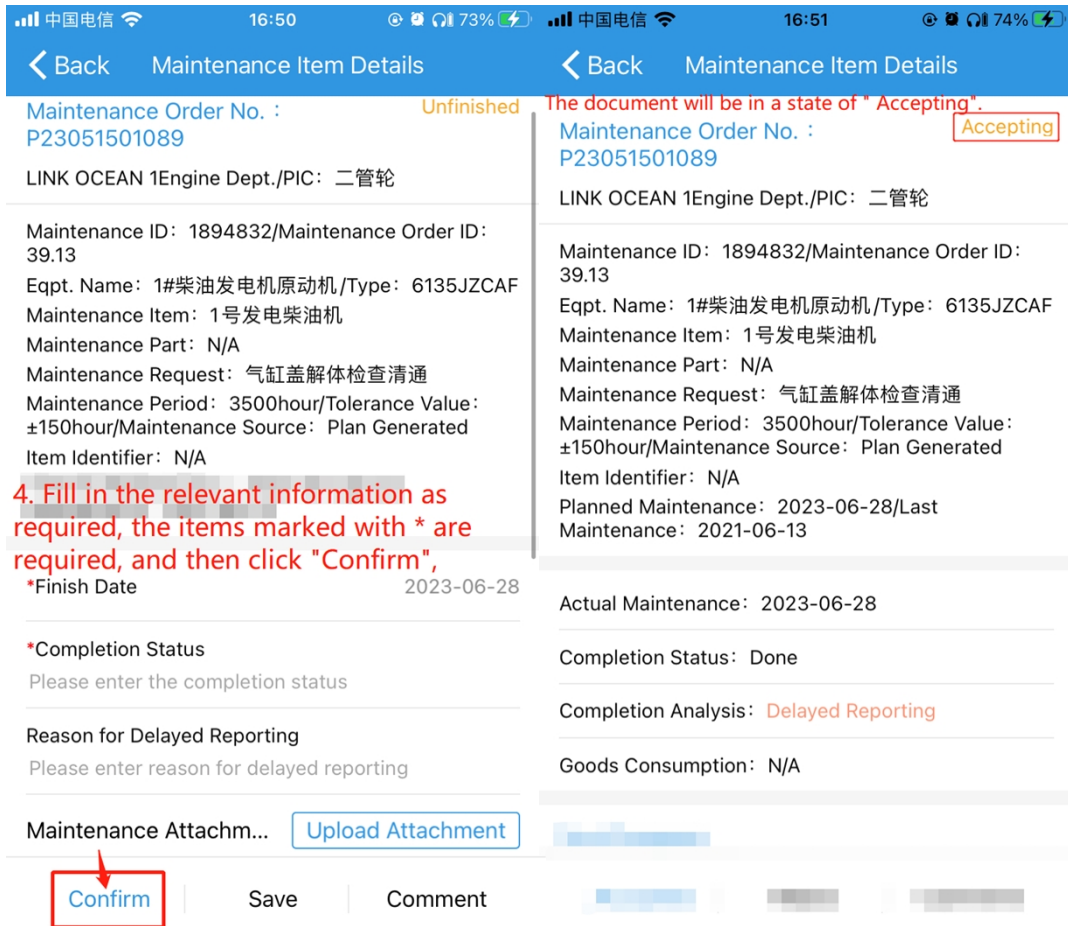 中国电信 16:50 73%
Back Maintenance Item Details
Maintenance Order No.： Unfinished
P23051501089
LINK OCEAN 1Engine Dept./PIC：二管轮
Maintenance ID：1894832/Maintenance Order ID：
39.13
Eqpt. Name：1#柴油发电机原动机/Type：6135JZCAF
Maintenance Item：1号发电柴油机
Maintenance Part：N/A
Maintenance Request：气缸盖解体检查清通
Maintenance Period：3500hour/Tolerance Value：
±150hour/Maintenance Source：Plan Generated
Item Identifier：N/A
4. Fill in the relevant information as
required, the items marked with * are
required, and then click "Confirm",
*Finish Date 2023-06-28
*Completion Status
Please enter the completion status
Reason for Delayed Reporting
Please enter reason for delayed reporting
Maintenance Attachm... Upload Attachment
Confirm Save Comment
中国电信 16:51 74%
Back Maintenance Item Details
The document will be in a state of " Accepting".
Maintenance Order No.： Accepting
P23051501089
LINK OCEAN 1Engine Dept./PIC：二管轮
Maintenance ID：1894832/Maintenance Order ID：
39.13
Eqpt. Name：1#柴油发电机原动机/Type：6135JZCAF
Maintenance Item：1号发电柴油机
Maintenance Part：N/A
Maintenance Request：气缸盖解体检查清通
Maintenance Period：3500hour/Tolerance Value：
±150hour/Maintenance Source：Plan Generated
Item Identifier：N/A
Planned Maintenance：2023-06-28/Last
Maintenance：2021-06-13
Actual Maintenance：2023-06-28
Completion Status：Done
Completion Analysis：Delayed Reporting
Goods Consumption：N/A